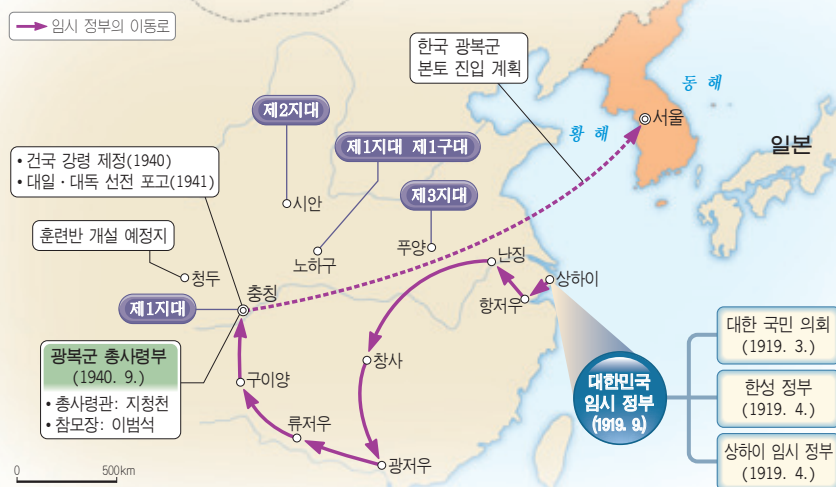 임시 정부의 이동로
한국 광복군
본토 진입 계획
동 해
서울
황 해
일본
제2지대
제1지대 제1구대
제3지대
• 건국 강령 제정(1940)
• 대일·대독 선전 포고(1941)
시안
노하구
푸양
훈련반 개설 예정지
청두
충칭
난징
상하이
항저우
제1지대
광복군 총사령부
(1940. 9.)
• 총사령관: 지청천
• 참모장: 이범석
구이양
창사
류저우
광저우
대한민국
임시 정부
(1919. 9.)
대한 국민 의회
(1919. 3.)
한성 정부
(1919. 4.)
상하이 임시 정부
(1919. 4.)
0 500km